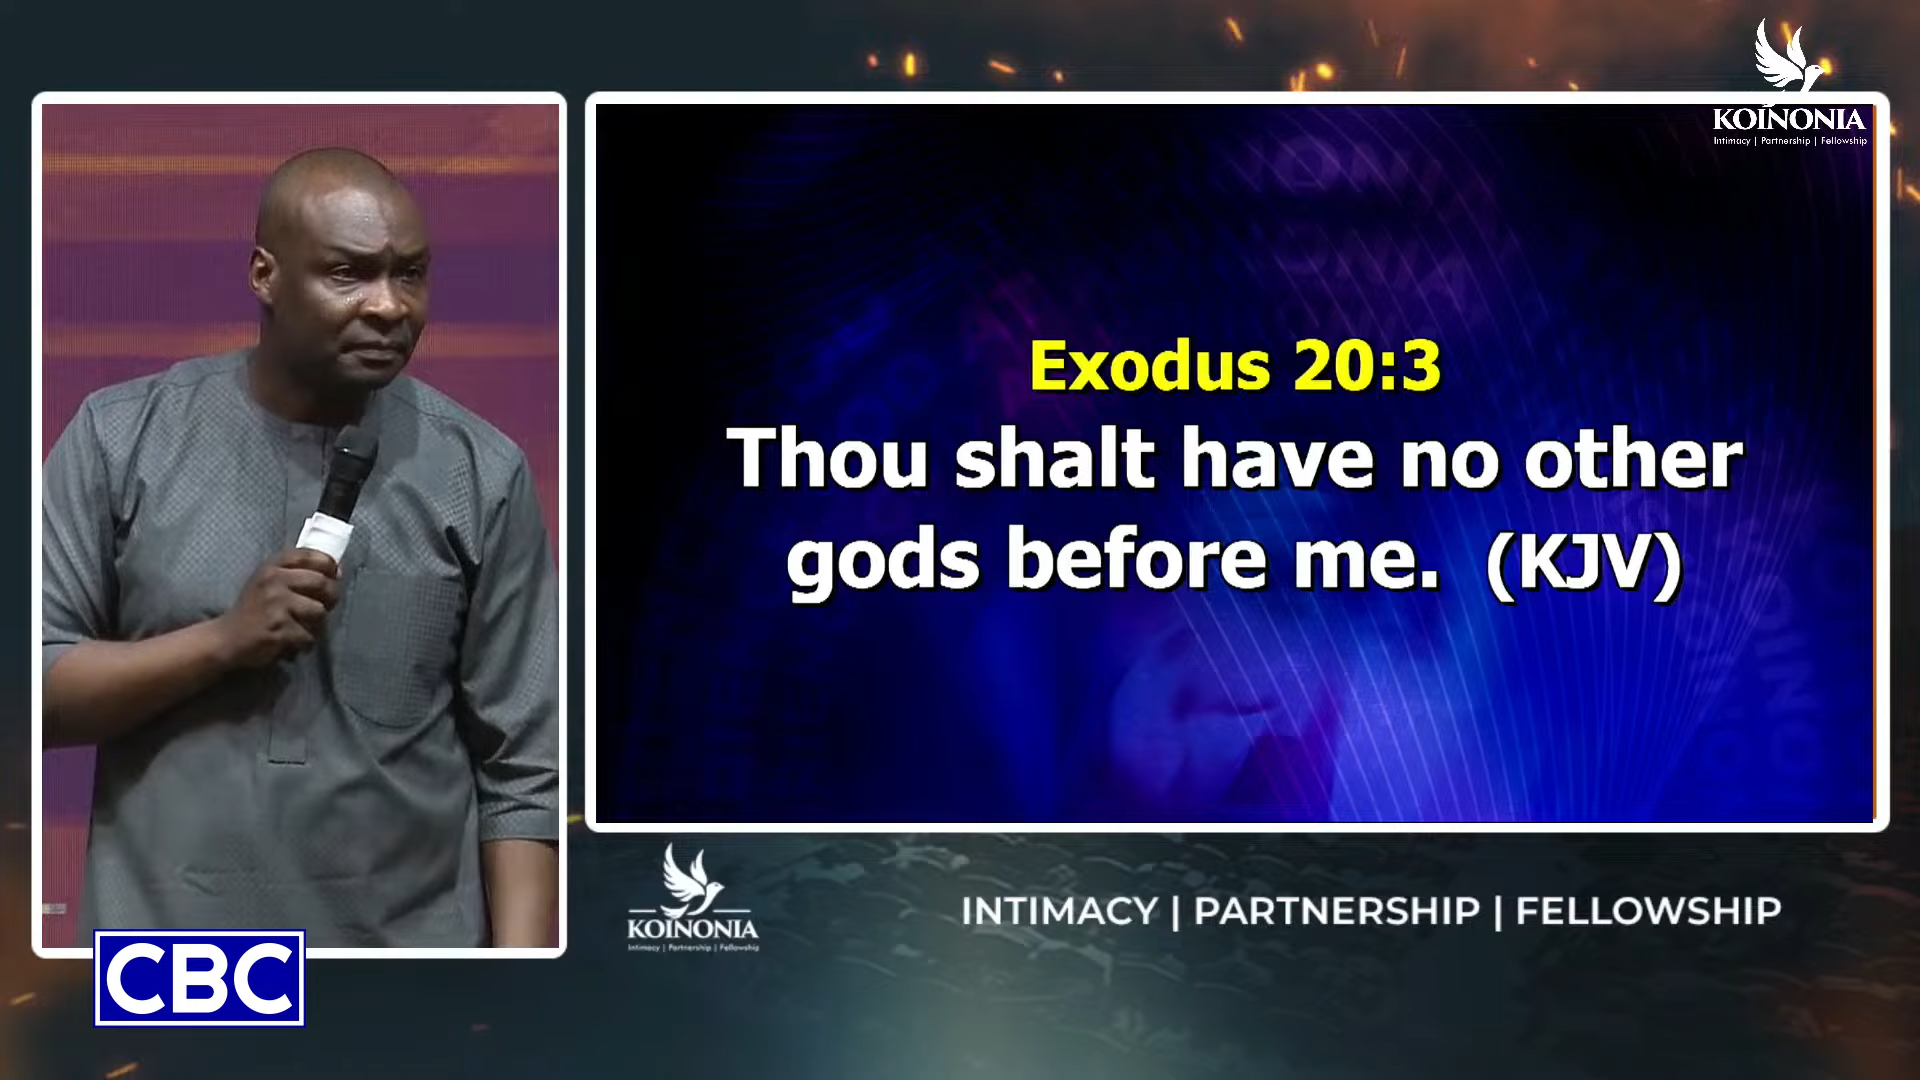 KOINONIA
Intimacy | Partnership | Fellowship
Exodus 20:3
Thou shalt have no other
gods before me. (KJV)
KOINONIA
Intimacy | Partnership | Fellowship
INTIMACY | PARTNERSHIP | FELLOWSHIP
CBC